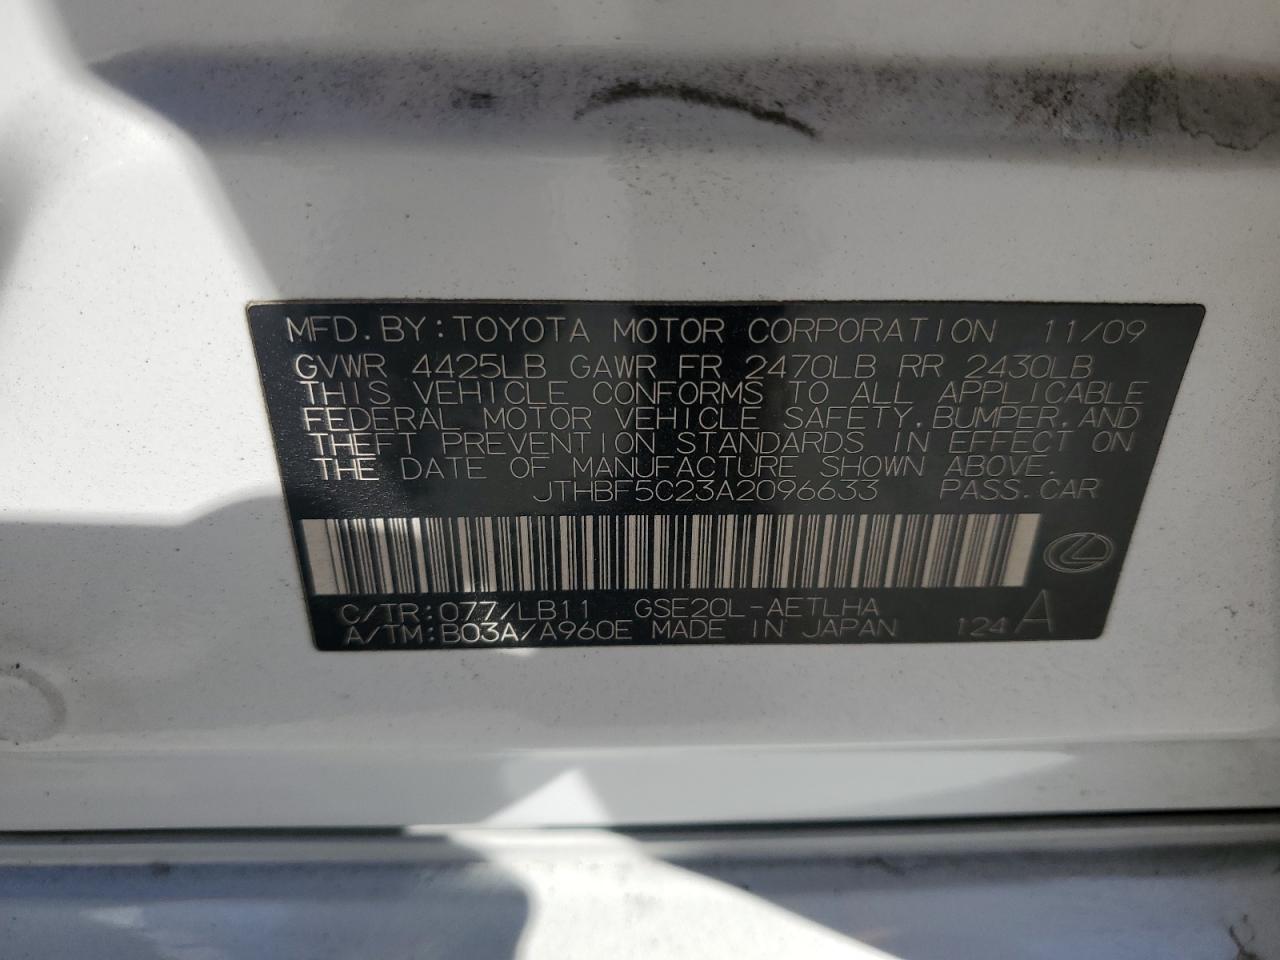 MFD.BY:TOYOTA MOTOR CORPORATION 11/09
GVWR 4425LB GAWR FR 2470LB RR 2430LB
THIS VEHICLE CONFORMS TO ALL APPLICABLE
FEDERAL MOTOR VEHICLE SAFETY,BUMPER,AND
THEFT PREVENTION STANDARDS IN EFFECT ON
THE DATE OF MANUFACTURE SHOWN ABOVE.
JTHBF5C23A2096633 PASS.CAR
C/TR:077/LB11 GSE20L-AETLHA
A/TM:B03A/A960E MADE IN JAPAN 124 A